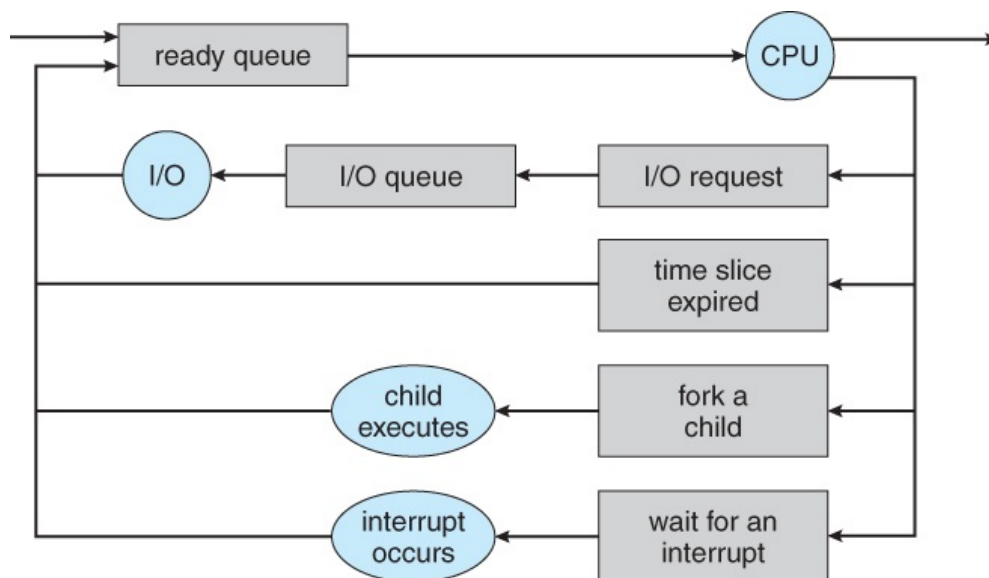 ready queue
CPU
I/O
I/O queue
I/O request
time slice
expired
child
executes
fork a
child
interrupt
occurs
wait for an
interrupt